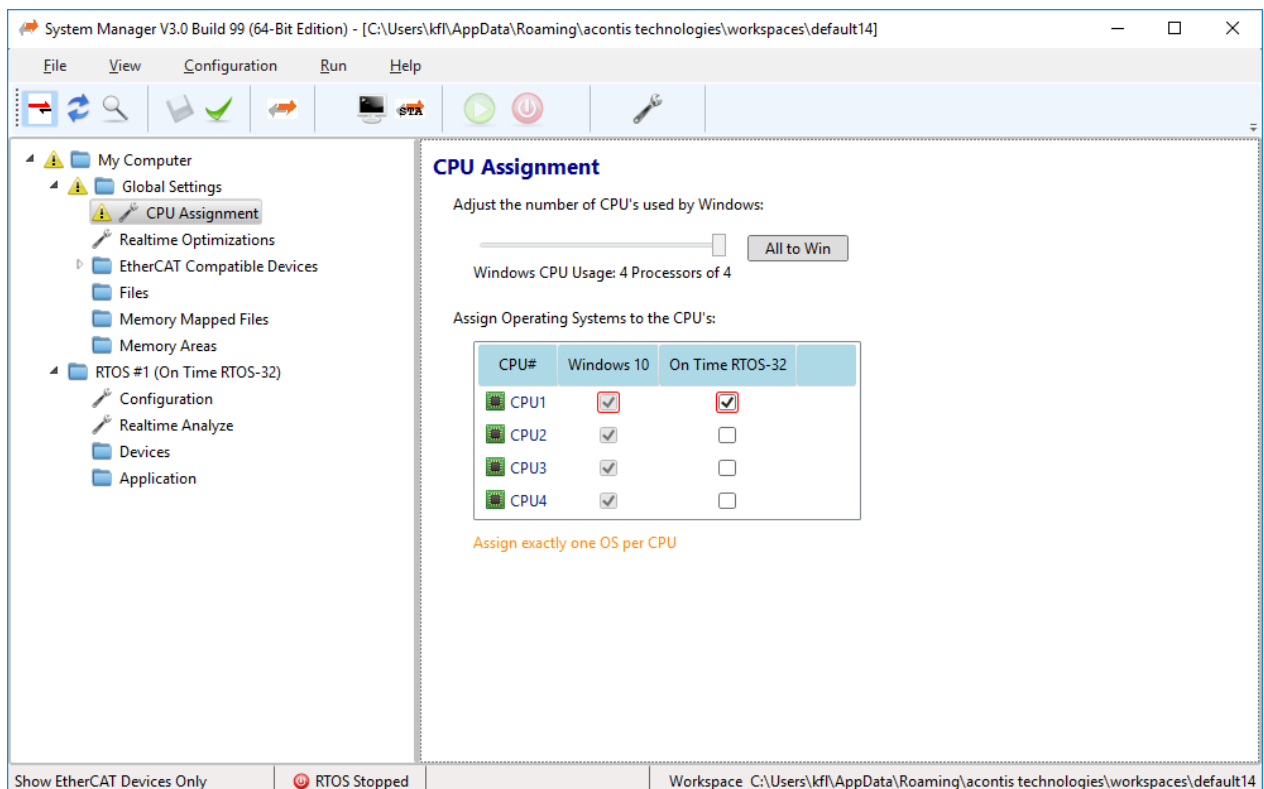 System Manager V3.0 Build 99 (64-Bit Edition) - [C:\Users\kfl\AppData\Roaming\acontis technologies\workspaces\default14]
File View Configuration Run Help
STA
My Computer
Global Settings
CPU Assignment
Realtime Optimizations
EtherCAT Compatible Devices
Files
Memory Mapped Files
Memory Areas
RTOS #1 (On Time RTOS-32)
Configuration
Realtime Analyze
Devices
Application
CPU Assignment
Adjust the number of CPU's used by Windows:
All to Win
Windows CPU Usage: 4 Processors of 4
Assign Operating Systems to the CPU's:
CPU# Windows 10 On Time RTOS-32
CPU1
CPU2
CPU3
CPU4
Assign exactly one OS per CPU
Show EtherCAT Devices Only RTOS Stopped Workspace C:\Users\kfl\AppData\Roaming\acontis technologies\workspaces\default14